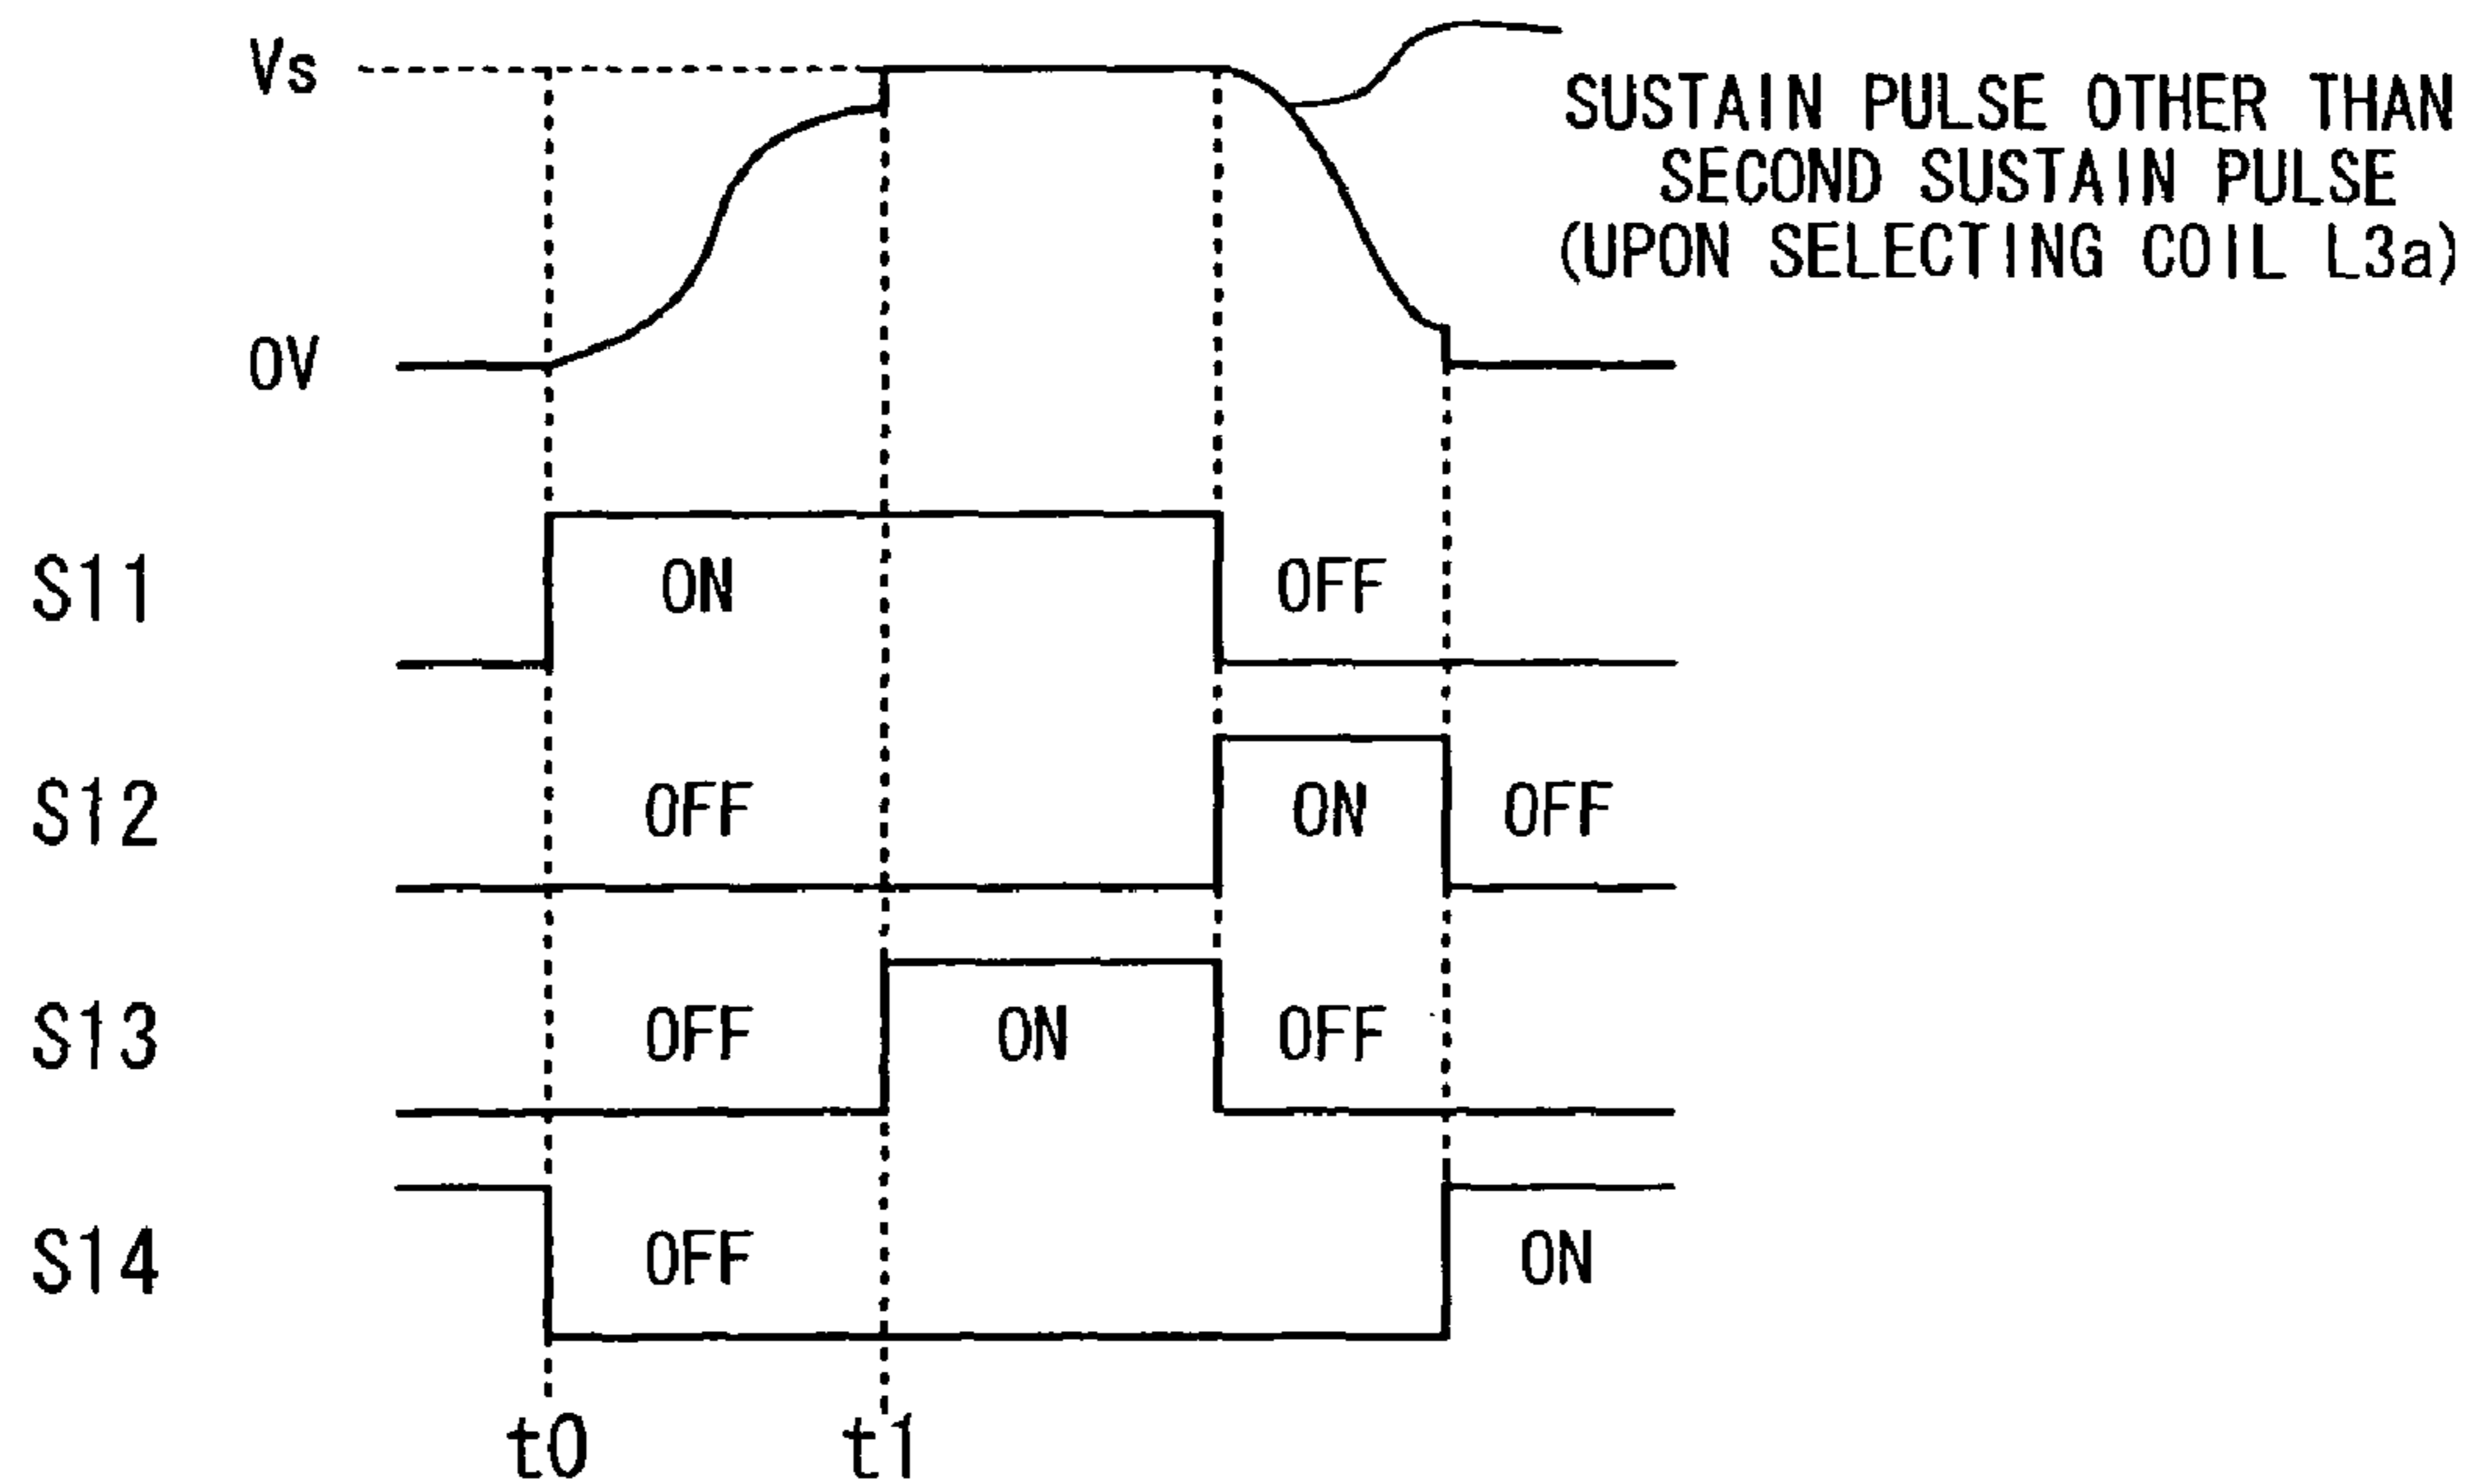 Vs
SUSTAIN PULSE OTHER THAN
SECOND SUSTAIN PULSE
(UPON SELECTING COIL L3a)
0V
S11
ON
OFF
S12
OFF
ON
OFF
S13
OFF
ON
OFF
S14
OFF
ON
t0
t1